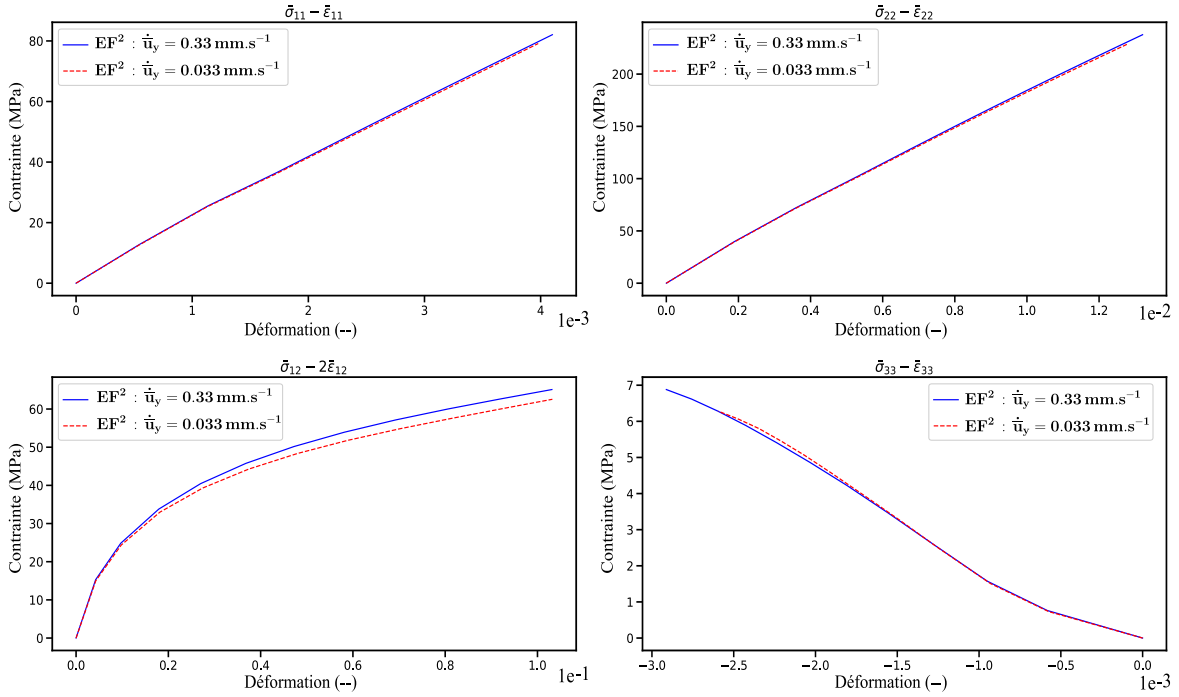 σ̄₁₁ − ε̄₁₁
EF² : u̇̄ᵧ = 0.33 mm.s⁻¹
EF² : u̇̄ᵧ = 0.033 mm.s⁻¹
Contrainte (MPa)
80
60
40
20
0
0 1 2 3 4
Déformation (--)
1e-3
σ̄₂₂ − ε̄₂₂
EF² : u̇̄ᵧ = 0.33 mm.s⁻¹
EF² : u̇̄ᵧ = 0.033 mm.s⁻¹
Contrainte (MPa)
200
150
100
50
0
0.0 0.2 0.4 0.6 0.8 1.0 1.2
Déformation (−)
1e-2
σ̄₁₂ − 2ε̄₁₂
EF² : u̇̄ᵧ = 0.33 mm.s⁻¹
EF² : u̇̄ᵧ = 0.033 mm.s⁻¹
Contrainte (MPa)
60
50
40
30
20
10
0
0.0 0.2 0.4 0.6 0.8 1.0
Déformation (--)
1e-1
σ̄₃₃ − ε̄₃₃
EF² : u̇̄ᵧ = 0.33 mm.s⁻¹
EF² : u̇̄ᵧ = 0.033 mm.s⁻¹
Contrainte (MPa)
7
6
5
4
3
2
1
0
−3.0 −2.5 −2.0 −1.5 −1.0 −0.5 0.0
Déformation (−)
1e-3